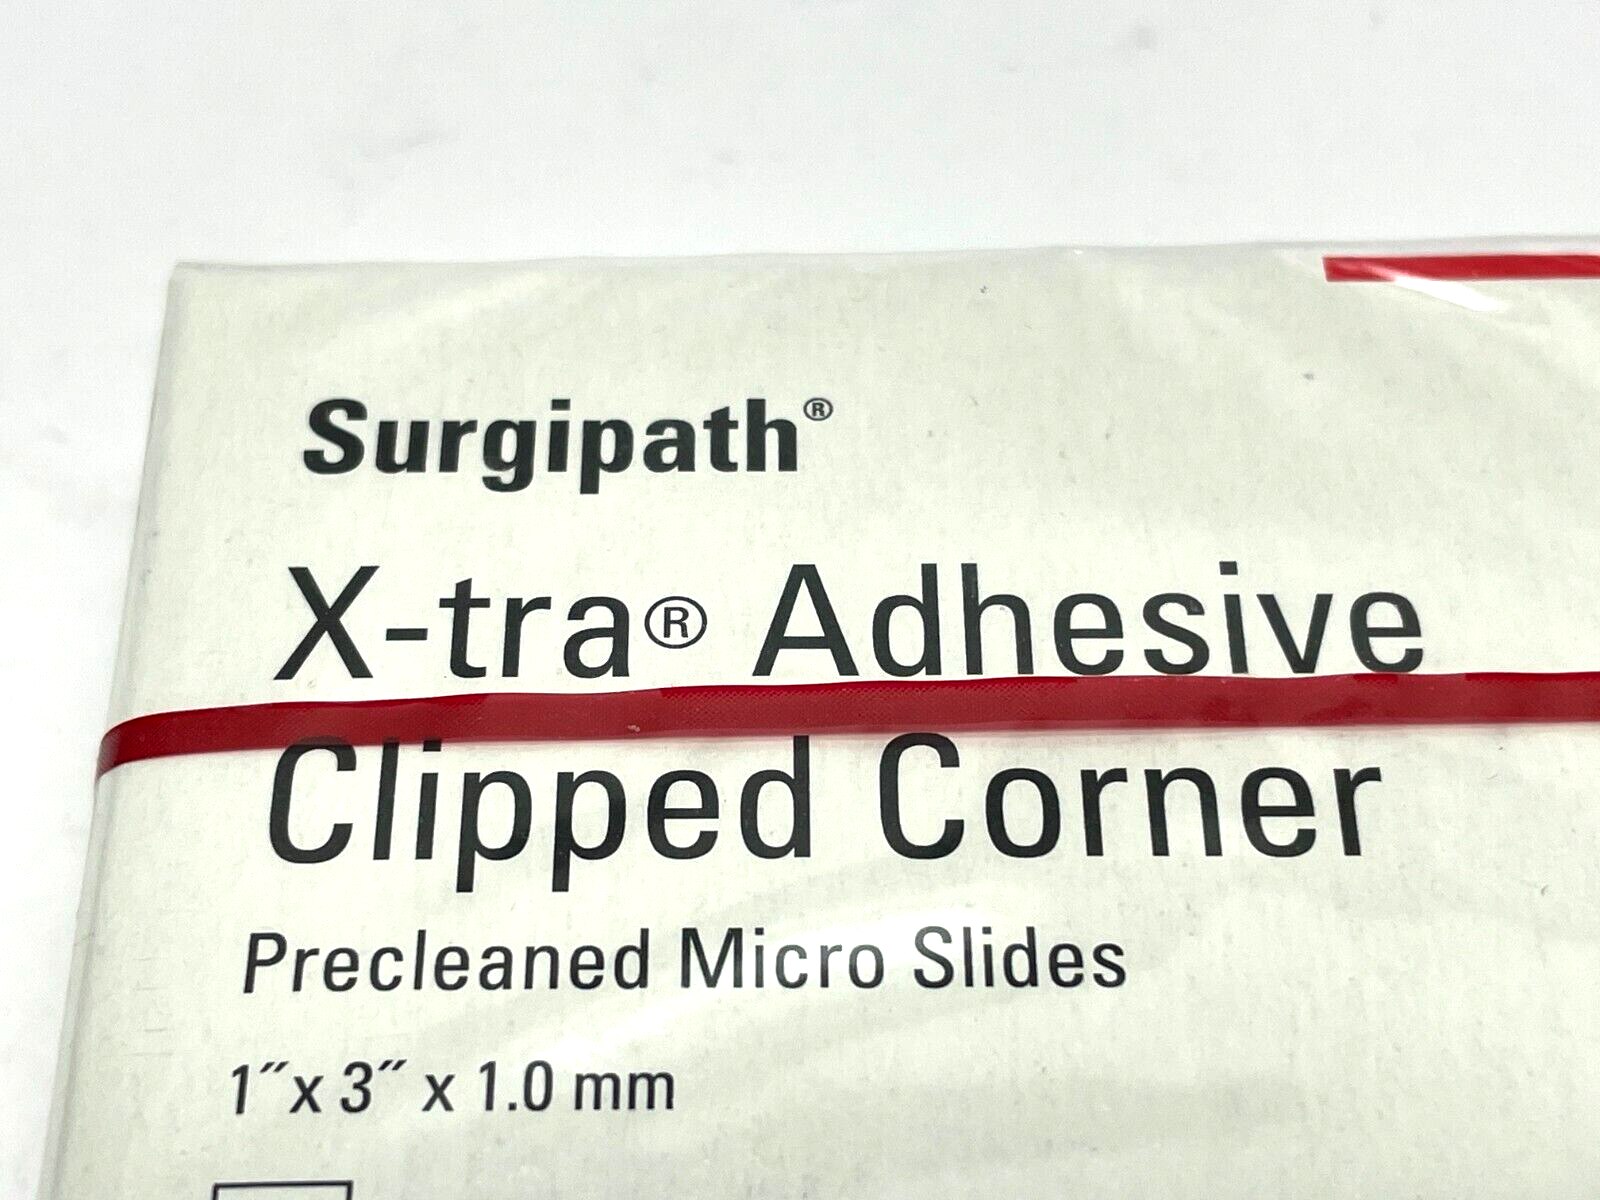 Surgipath®
X-tra® Adhesive
Clipped Corner
Precleaned Micro Slides
1″ x 3″ x 1.0 mm